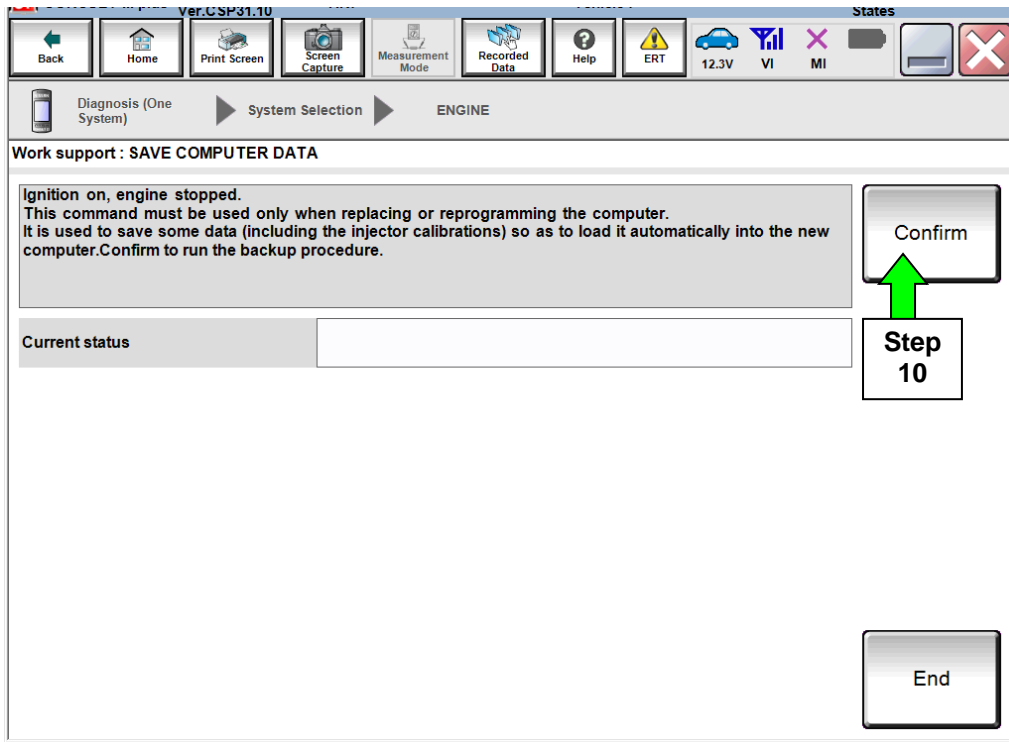 Ver.CSP31.10
States
Back
Home
Print Screen
Screen
Capture
Measurement
Mode
Recorded
Data
Help
ERT
12.3V
VI
MI
Diagnosis (One
System)
System Selection
ENGINE
Work support : SAVE COMPUTER DATA
Ignition on, engine stopped.
This command must be used only when replacing or reprogramming the computer.
It is used to save some data (including the injector calibrations) so as to load it automatically into the new
computer.Confirm to run the backup procedure.
Confirm
Current status
Step
10
End